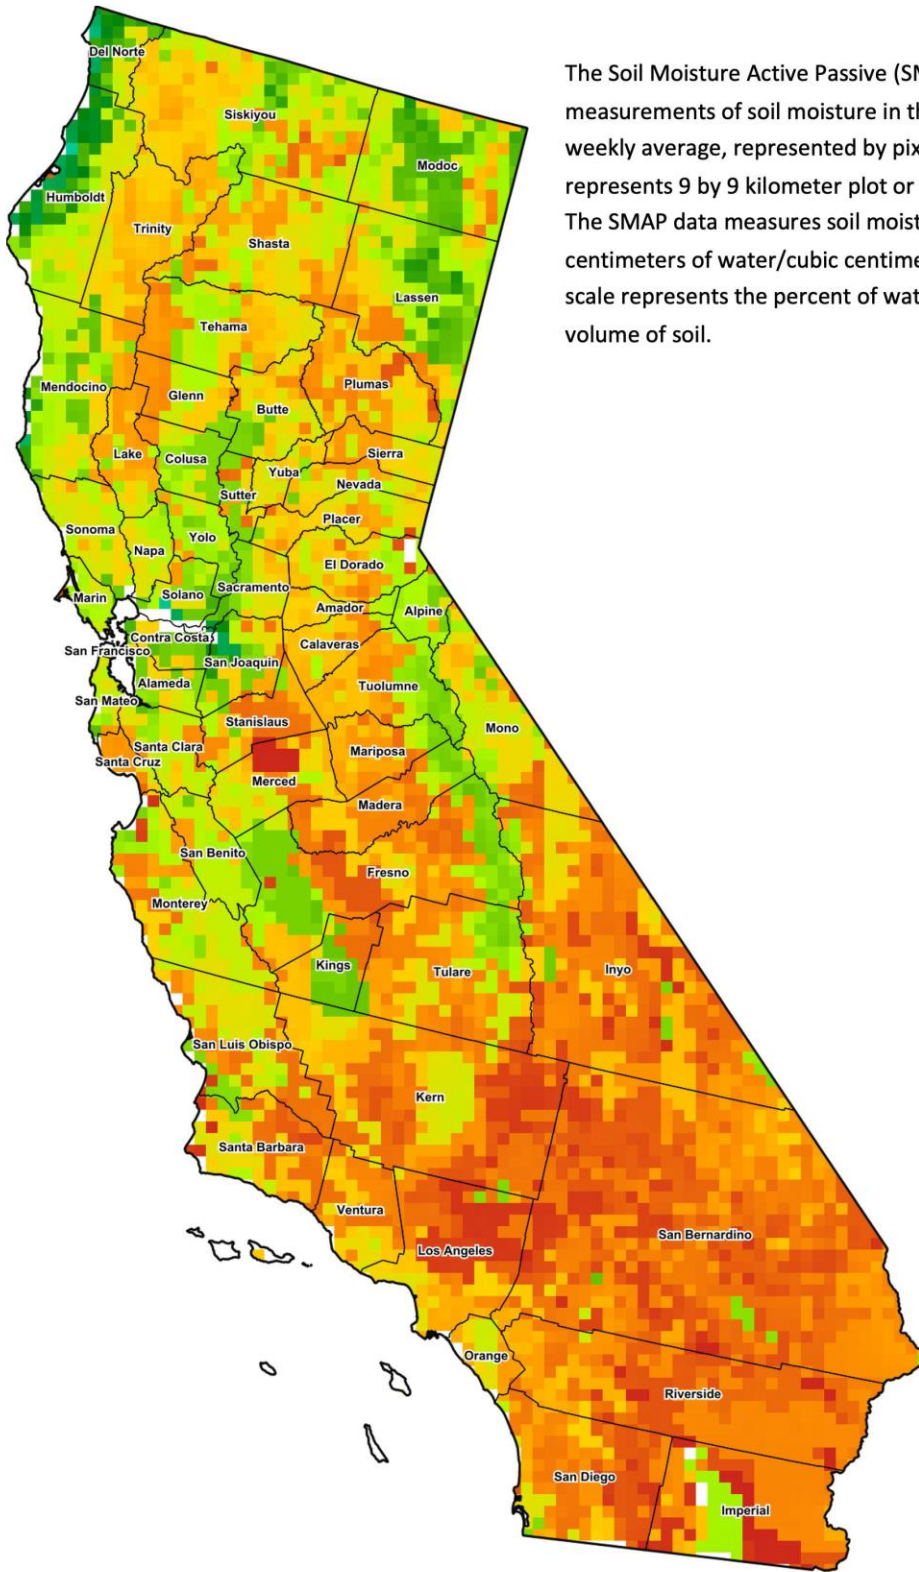 The Soil Moisture Active Passive (SM
measurements of soil moisture in th
weekly average, represented by pix
represents 9 by 9 kilometer plot or
The SMAP data measures soil moist
centimeters of water/cubic centime
scale represents the percent of wat
volume of soil.
Del Norte
Siskiyou
Modoc
Humboldt
Trinity
Shasta
Lassen
Tehama
Mendocino
Glenn
Butte
Plumas
Lake
Colusa
Sierra
Yuba
Nevada
Sutter
Placer
Sonoma
Napa
Yolo
El Dorado
Marin
Solano
Sacramento
Amador
Alpine
Contra Costa
San Francisco
Calaveras
San Joaquin
Alameda
Tuolumne
San Mateo
Stanislaus
Mono
Santa Clara
Mariposa
Santa Cruz
Merced
Madera
San Benito
Fresno
Monterey
Kings
Tulare
Inyo
San Luis Obispo
Kern
Santa Barbara
Ventura
San Bernardino
Los Angeles
Orange
Riverside
San Diego
Imperial